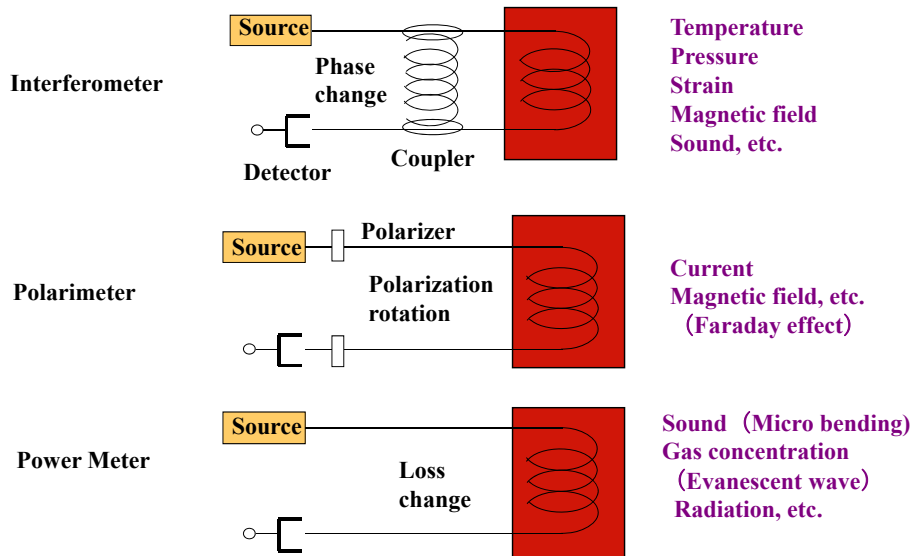 Source
Interferometer
Phase
change
Detector
Coupler
Temperature
Pressure
Strain
Magnetic field
Sound, etc.
Source
Polarizer
Polarimeter
Polarization
rotation
Current
Magnetic field, etc.
（Faraday effect）
Source
Power Meter
Loss
change
Sound（Micro bending)
Gas concentration
（Evanescent wave）
Radiation, etc.